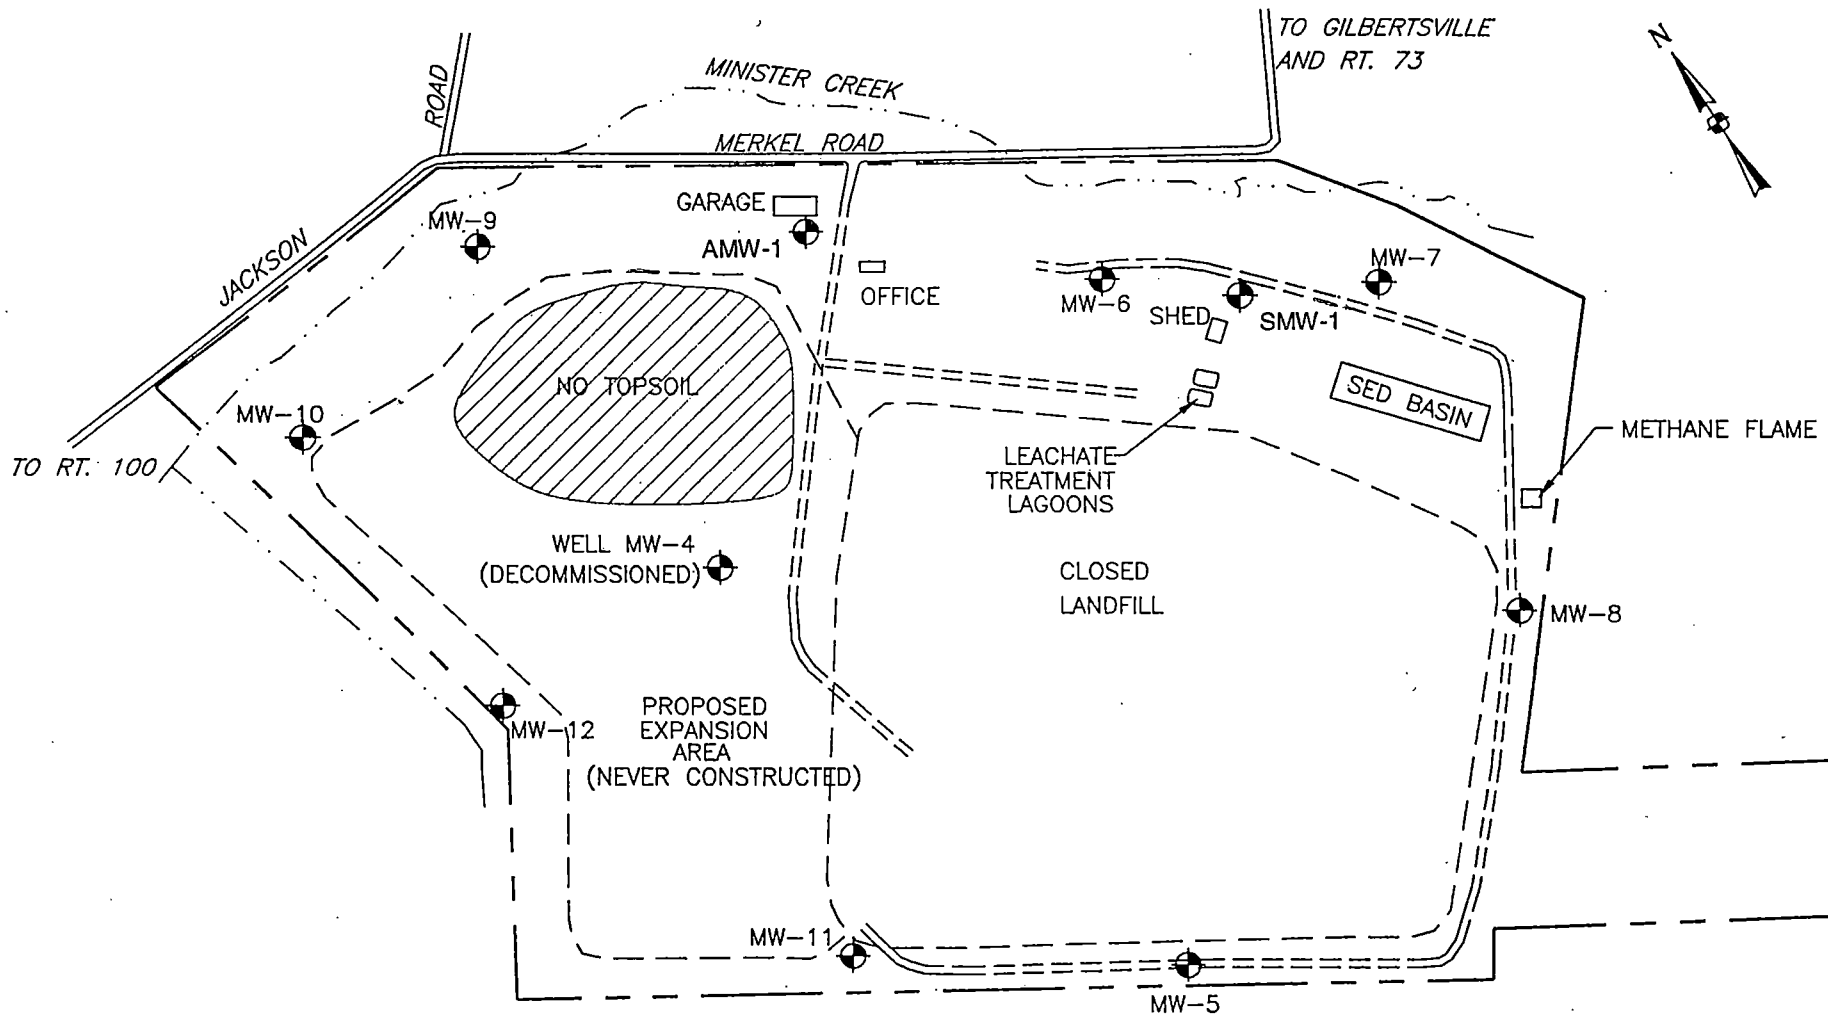 TO GILBERTSVILLE
AND RT. 73
N
ROAD
MINISTER CREEK
MERKEL ROAD
GARAGE
MW-9
AMW-1
JACKSON
OFFICE
MW-7
MW-6
SHED
SMW-1
NO TOPSOIL
SED BASIN
MW-10
METHANE FLAME
TO RT. 100
LEACHATE
TREATMENT
LAGOONS
WELL MW-4
(DECOMMISSIONED)
CLOSED
LANDFILL
MW-8
PROPOSED
EXPANSION
AREA
(NEVER CONSTRUCTED)
MW-12
MW-11
MW-5